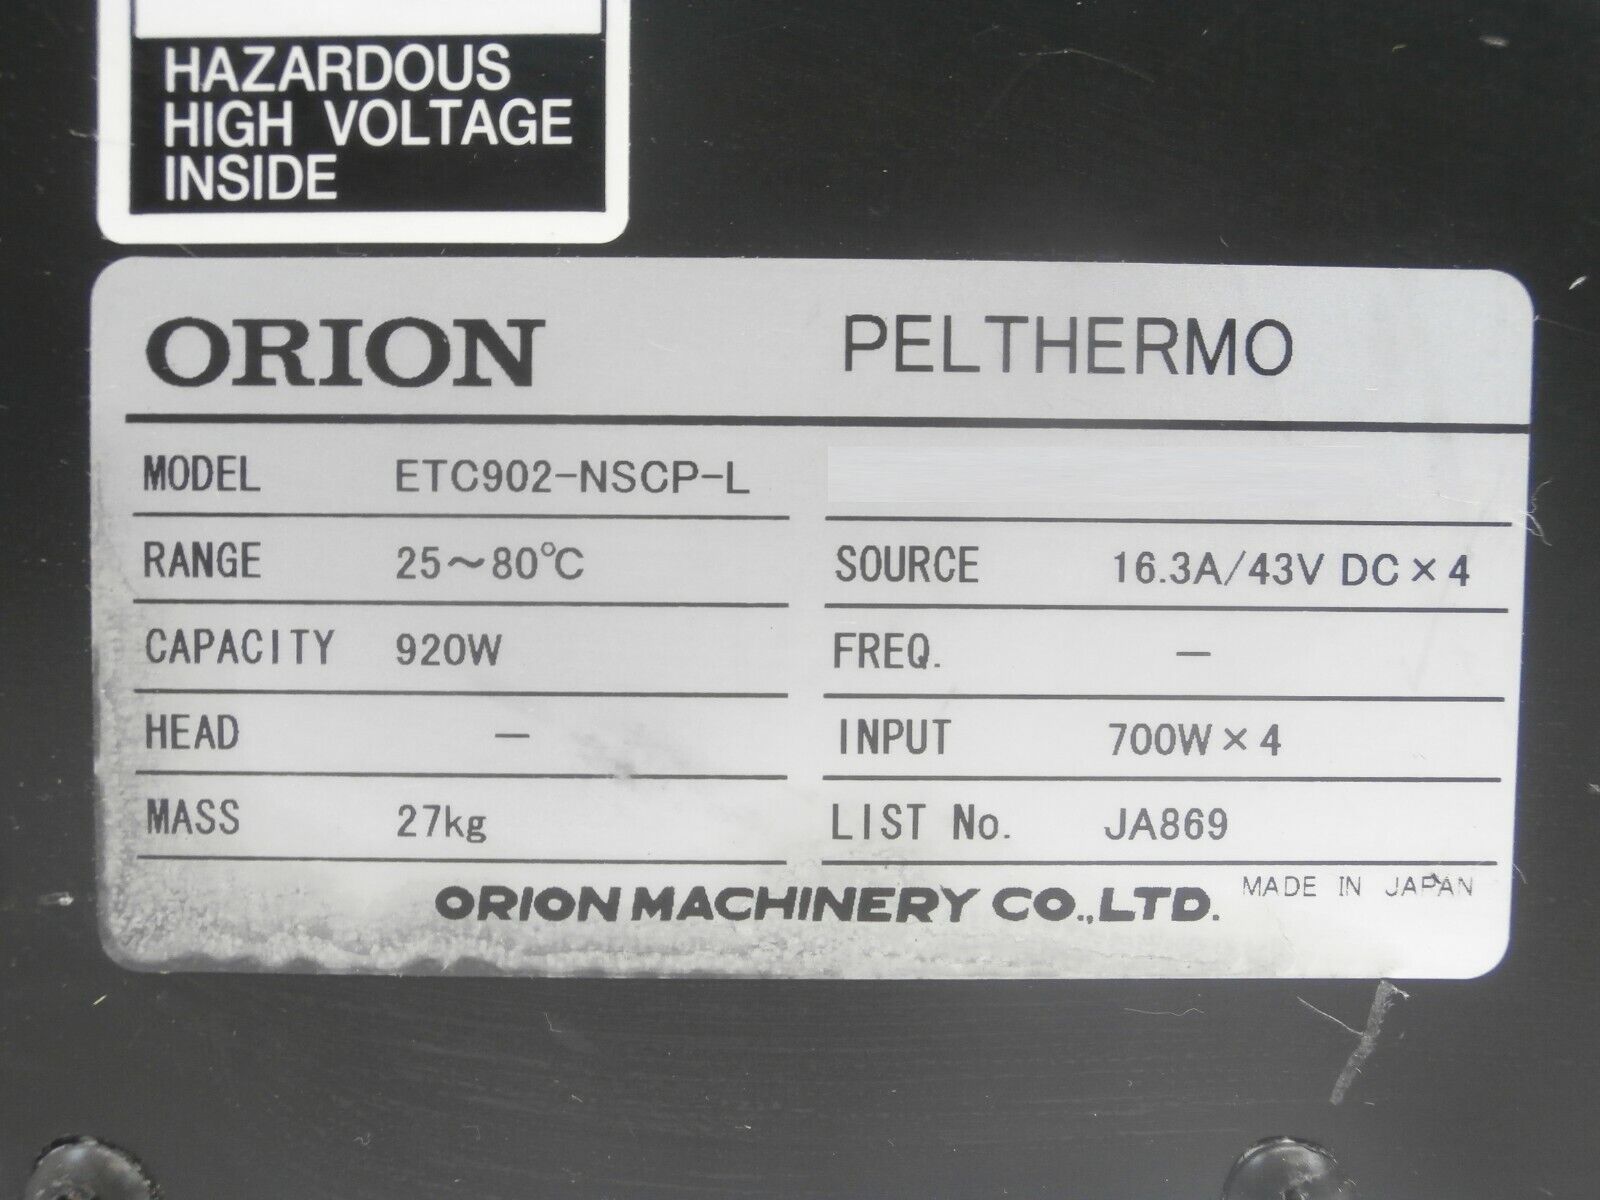 HAZARDOUS
HIGH VOLTAGE
INSIDE
ORION PELTHERMO
MODEL ETC902-NSCP-L
RANGE 25~80℃ SOURCE 16.3A/43V DC×4
CAPACITY 920W FREQ. —
HEAD — INPUT 700W×4
MASS 27kg LIST No. JA869
ORION MACHINERY CO.,LTD. MADE IN JAPAN